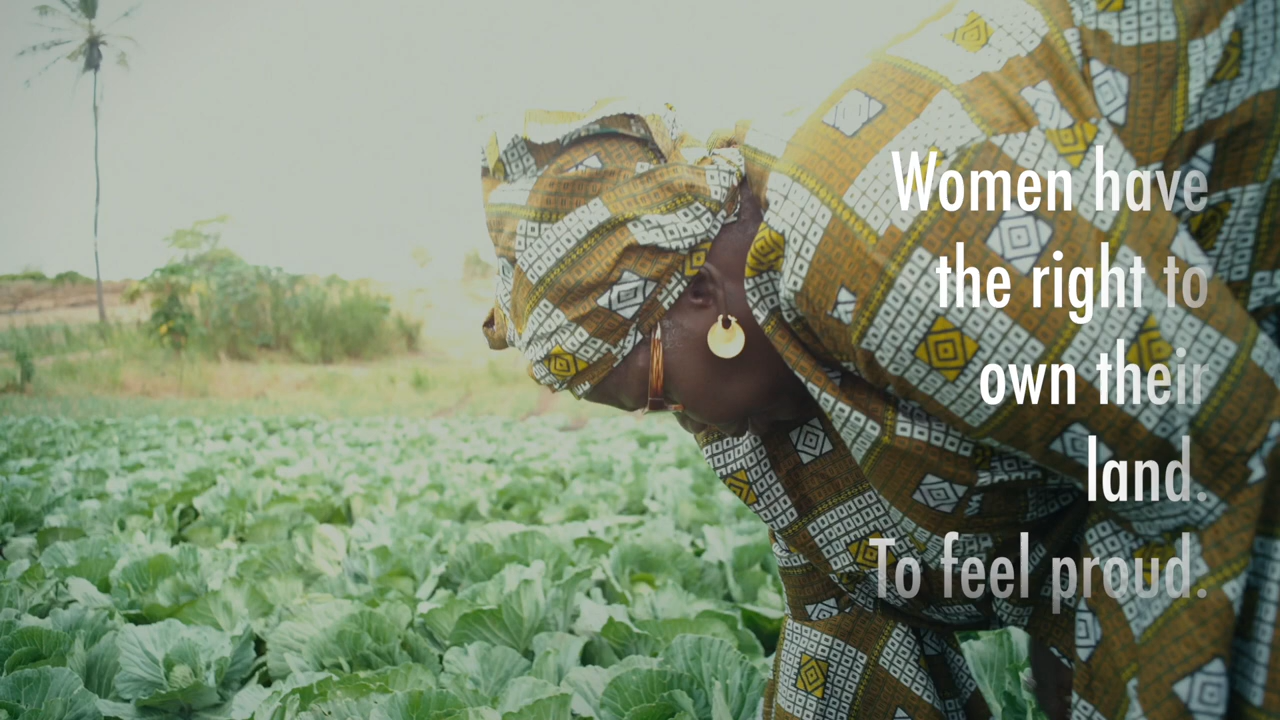 Women have
the right to
own their
land.
To feel proud.